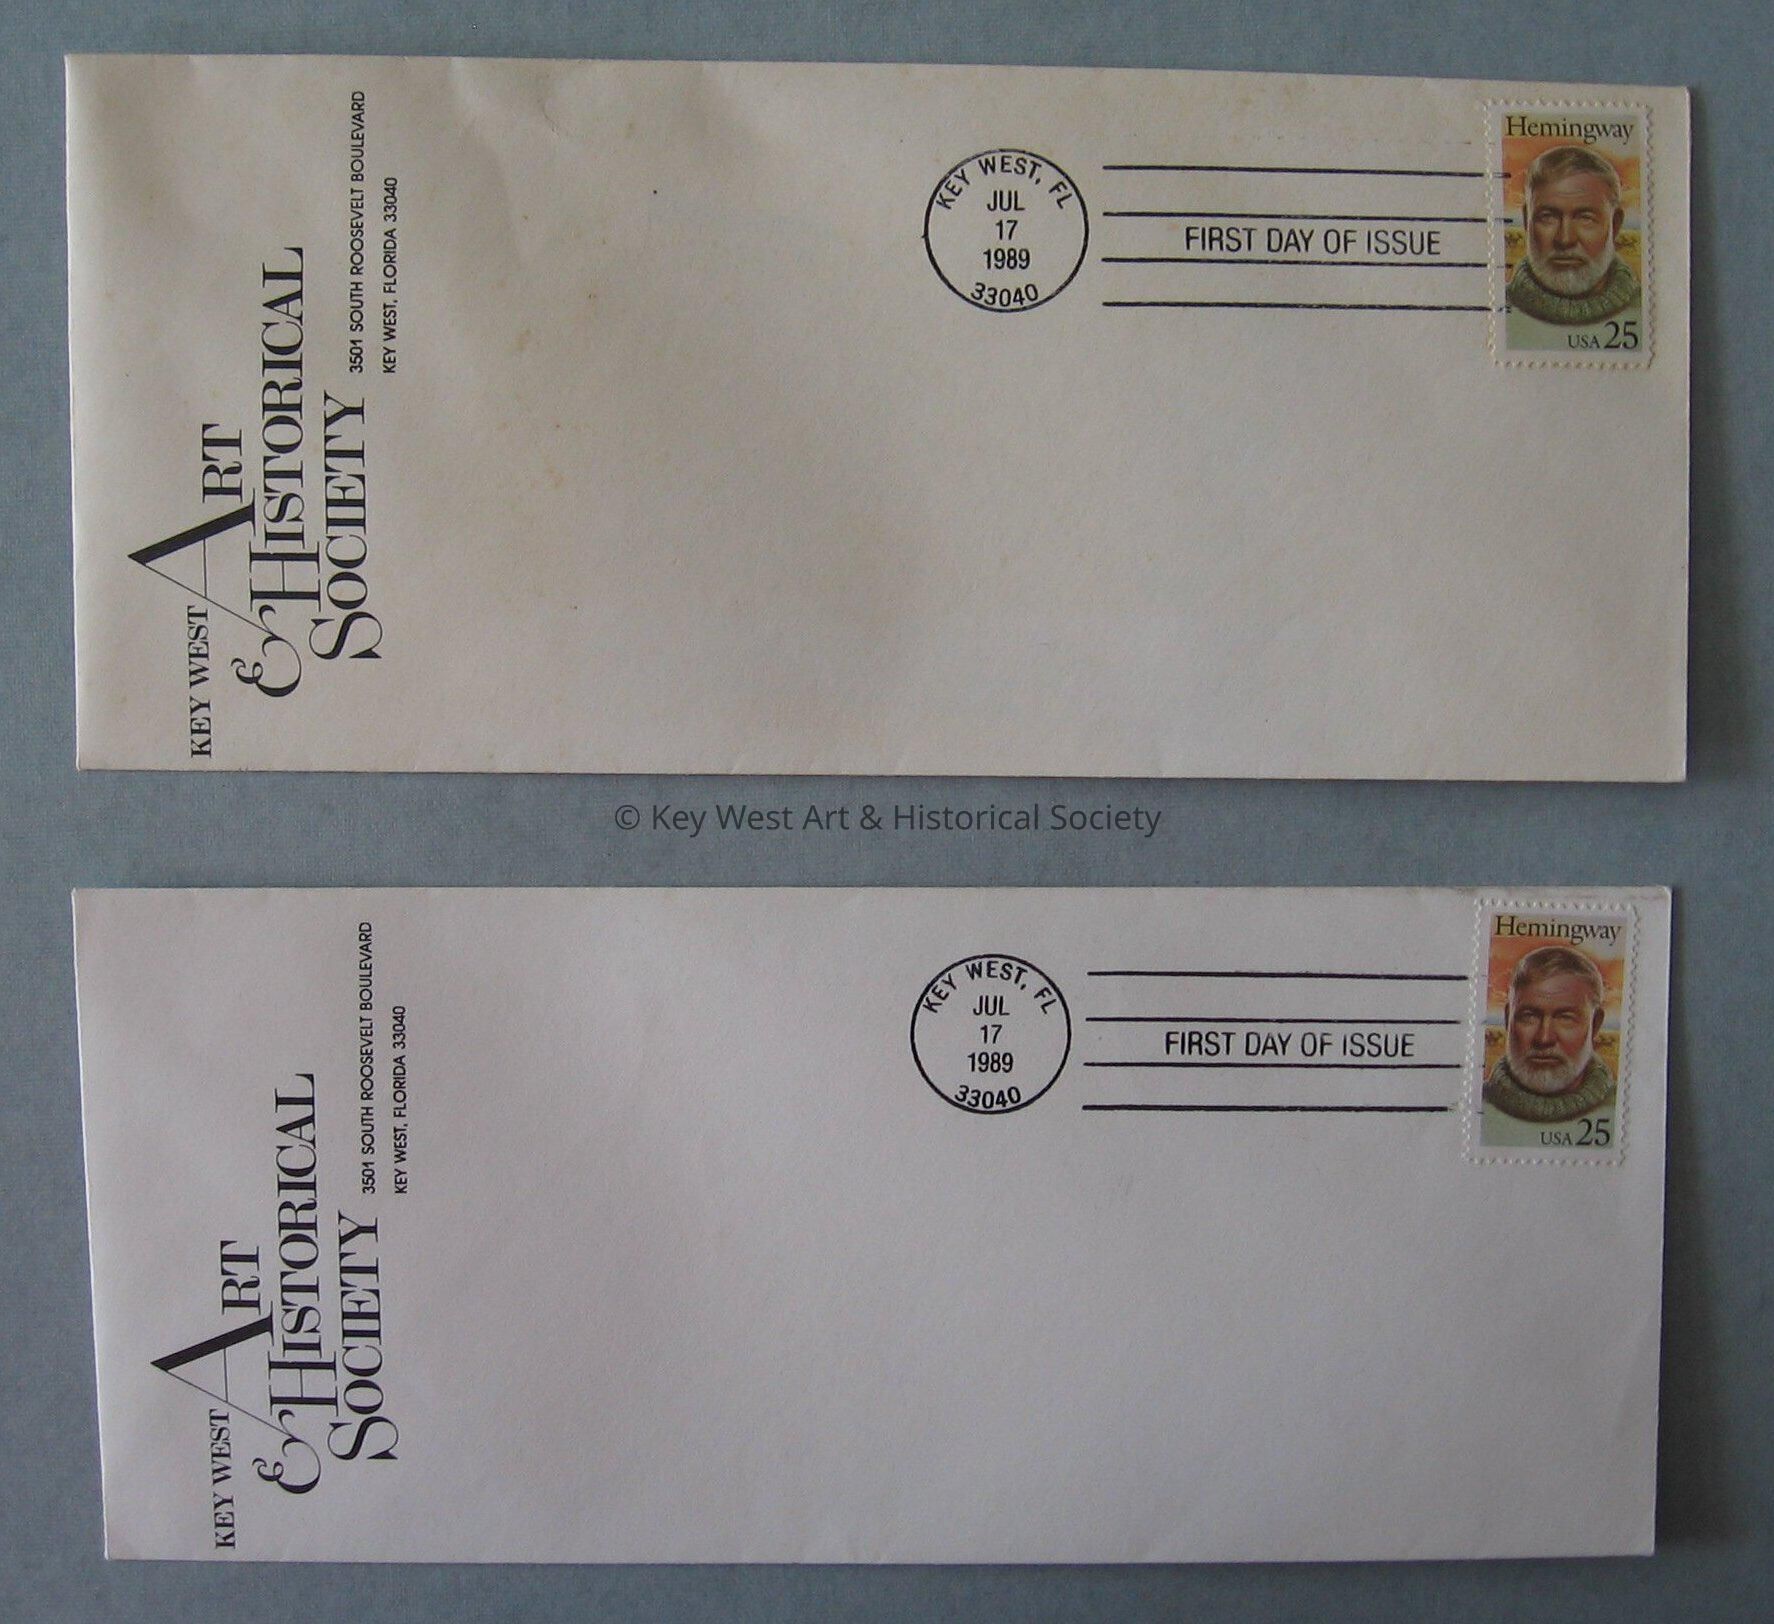 KEY WEST ART
& HISTORICAL
SOCIETY
3501 SOUTH ROOSEVELT BOULEVARD
KEY WEST, FLORIDA 33040
KEY WEST, FL
JUL
17
1989
33040
FIRST DAY OF ISSUE
Hemingway
USA 25
© Key West Art & Historical Society
KEY WEST ART
& HISTORICAL
SOCIETY
3501 SOUTH ROOSEVELT BOULEVARD
KEY WEST, FLORIDA 33040
KEY WEST, FL
JUL
17
1989
33040
FIRST DAY OF ISSUE
Hemingway
USA 25